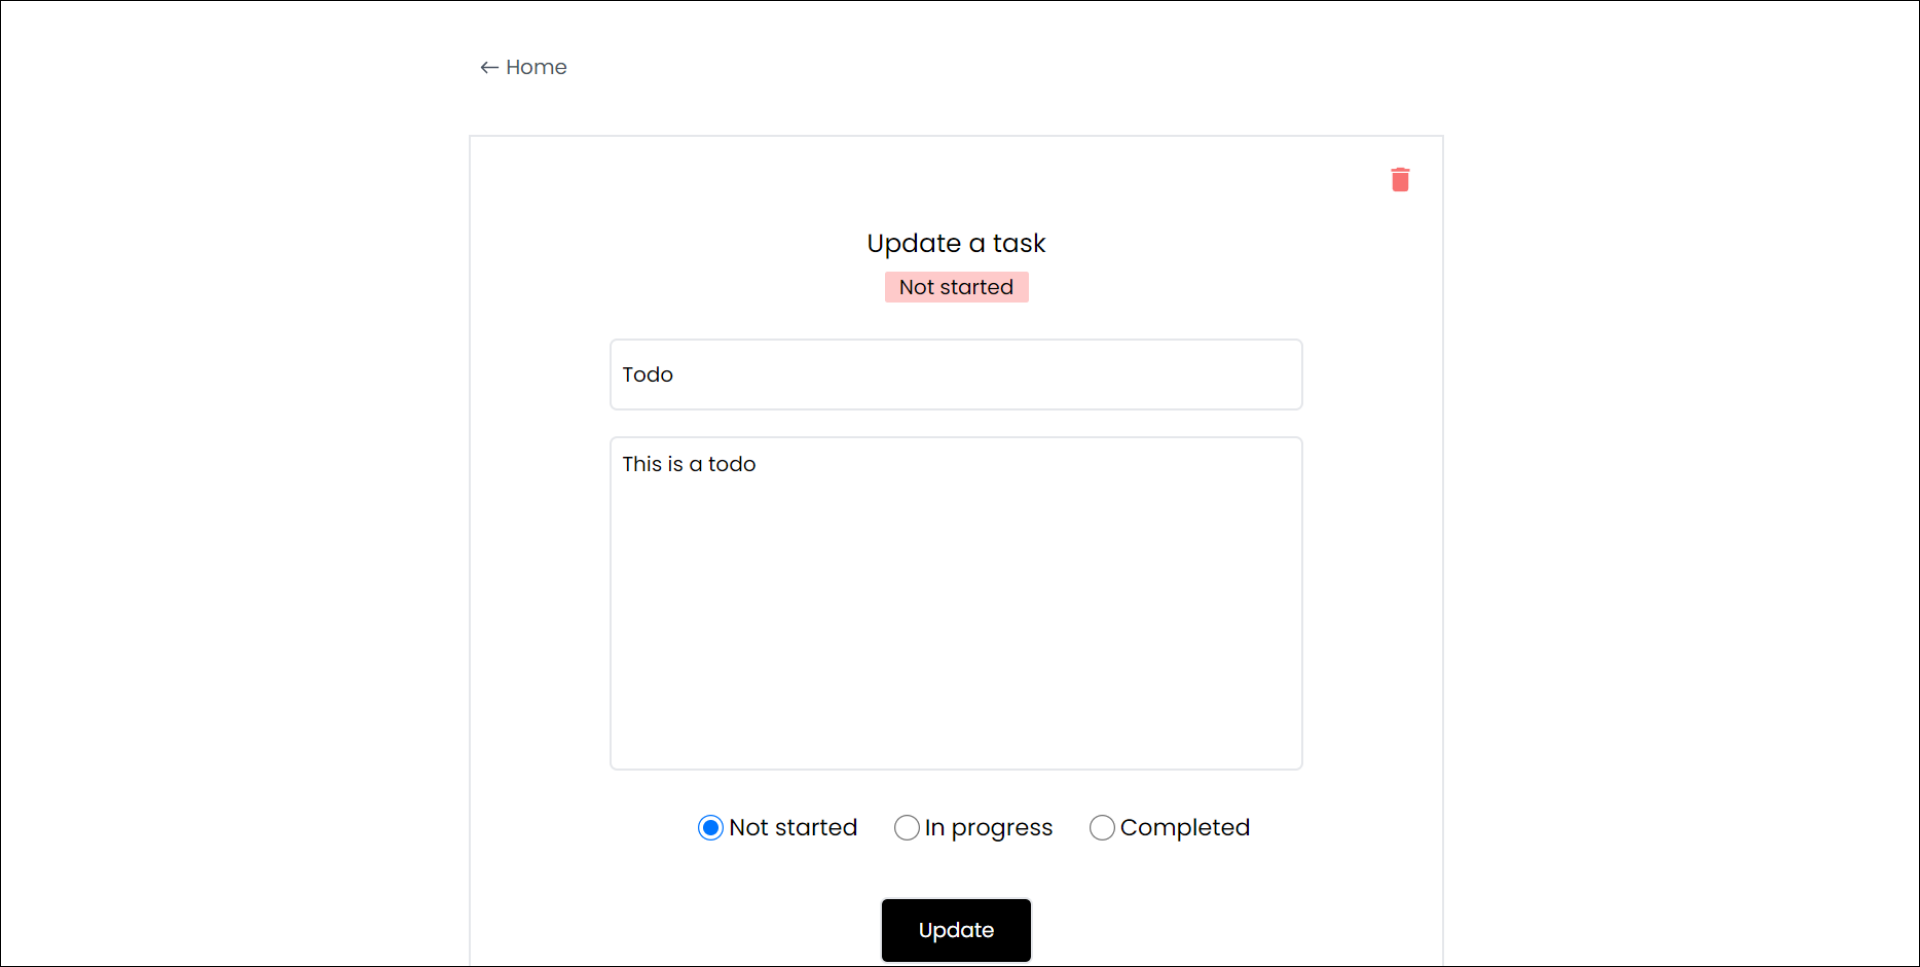 ← Home
Update a task
Not started
Todo
This is a todo
Not started In progress Completed
Update